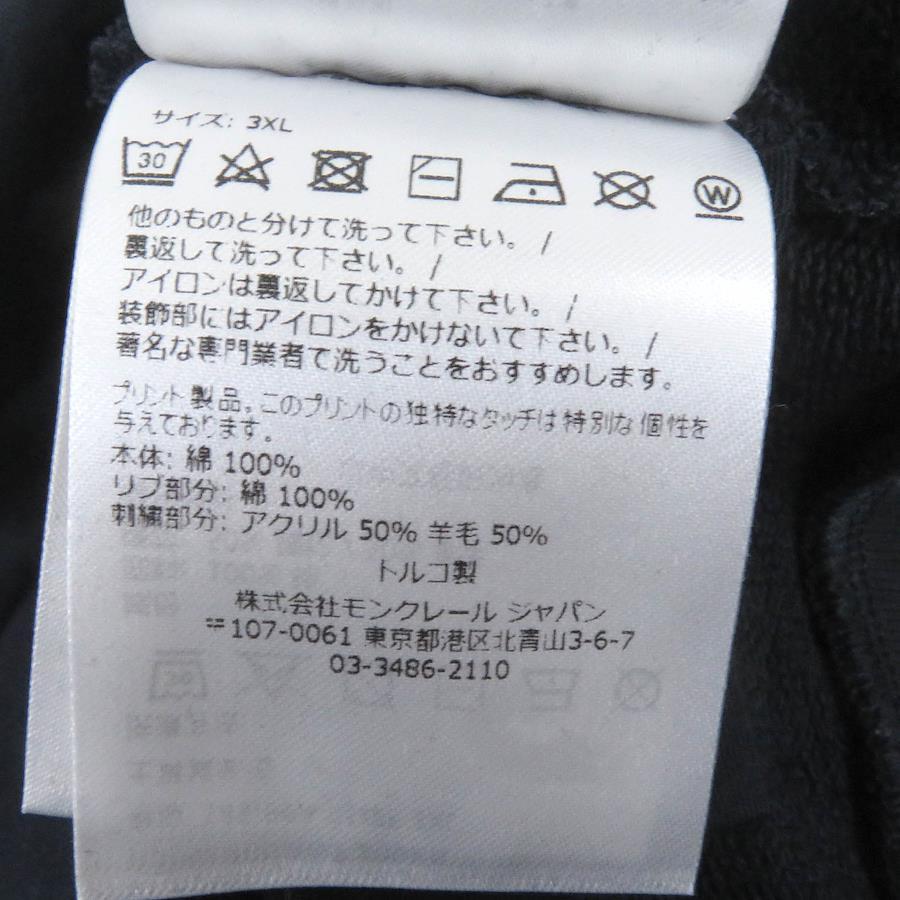 サイズ: 3XL
30
W
他のものと分けて洗って下さい。 /
裏返して洗って下さい。 /
アイロンは裏返してかけて下さい。 /
装飾部にはアイロンをかけないで下さい。 /
著名な専門業者で洗うことをおすすめします。
プリント製品。このプリントの独特なタッチは特別な個性を
与えております。
本体: 綿 100%
リブ部分: 綿 100%
刺繍部分: アクリル 50% 羊毛 50%
トルコ製
株式会社モンクレール ジャパン
〒107-0061 東京都港区北青山3-6-7
03-3486-2110